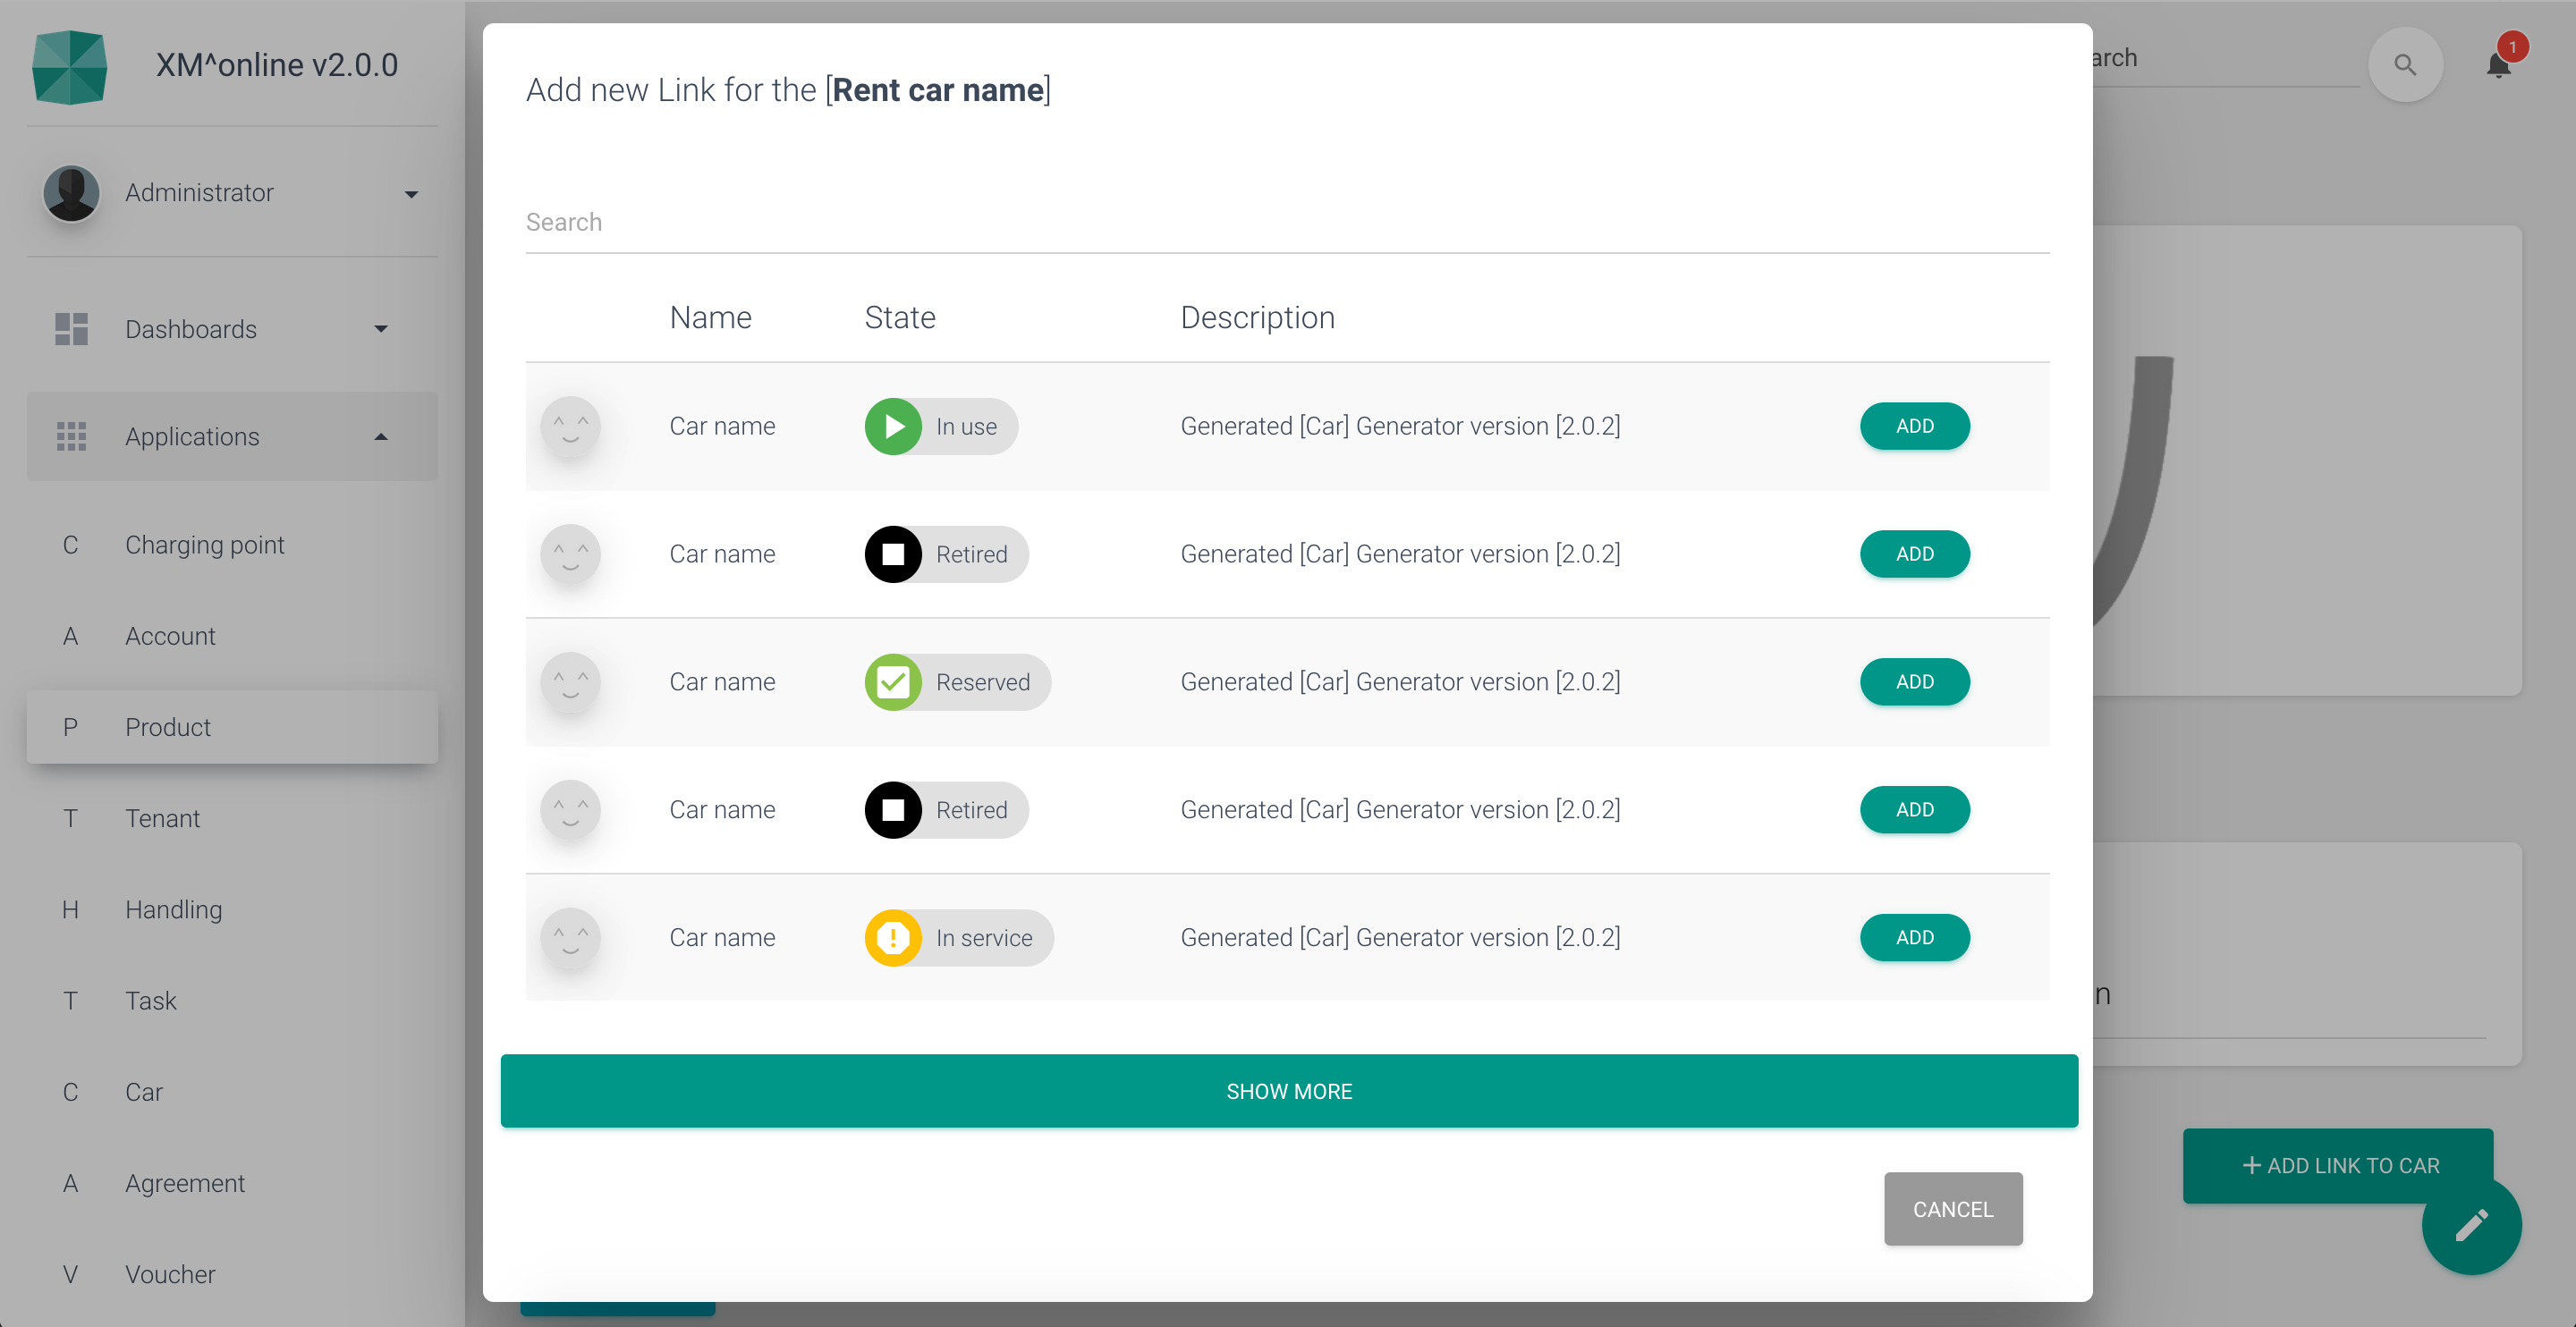 XM^online v2.0.0
Administrator
Dashboards
Applications
C Charging point
A Account
P Product
T Tenant
H Handling
T Task
C Car
A Agreement
V Voucher
Add new Link for the [Rent car name]
Search
Name State Description
Car name In use Generated [Car] Generator version [2.0.2] ADD
Car name Retired Generated [Car] Generator version [2.0.2] ADD
Car name Reserved Generated [Car] Generator version [2.0.2] ADD
Car name Retired Generated [Car] Generator version [2.0.2] ADD
Car name In service Generated [Car] Generator version [2.0.2] ADD
SHOW MORE
CANCEL
arch
1
n
+ ADD LINK TO CAR